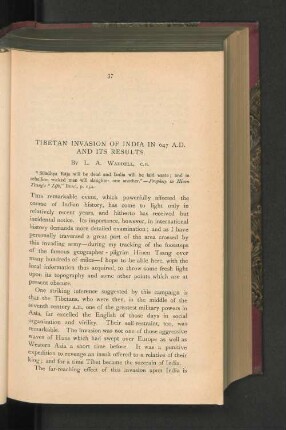 37
TIBETAN INVASION OF INDIA IN 647 A.D.
AND ITS RESULTS
By L. A. Waddell, C.B.
"Siladitya Raja will be dead and India will be laid waste; and in
rebellion wicked men will slaughter one another."—Prophecy to Hiuen
Tsiang's "Life," Beal, p.
This remarkable event, which powerfully affected the
course of Indian history, has come to light only in
relatively recent years, and hitherto has received but
incidental notice. Its importance, however, in international
history demands more detailed examination; and as I have
personally traversed a great part of the area crossed by
this invading army—during my tracking of the footsteps
of the famous geographer-pilgrim Hiuen Tsang over
many hundreds of miles—I hope to be able here, with the
local information thus acquired, to throw some fresh light
upon its topography and some other points which are at
present obscure.
One striking inference suggested by this campaign is
that the Tibetans, who were then, in the middle of the
seventh century A.D., one of the greatest military powers in
Asia, far excelled the English of those days in social
organisation and civility. Their self-restraint, too, was
remarkable. The invasion was not one of those aggressive
waves of Huns which had swept over Europe as well as
Western Asia a short time before. It was a punitive
expedition to revenge an insult offered to a relative of their
king; and for a time Tibet became the suzerain of India.
The far-reaching effect of this invasion upon India is